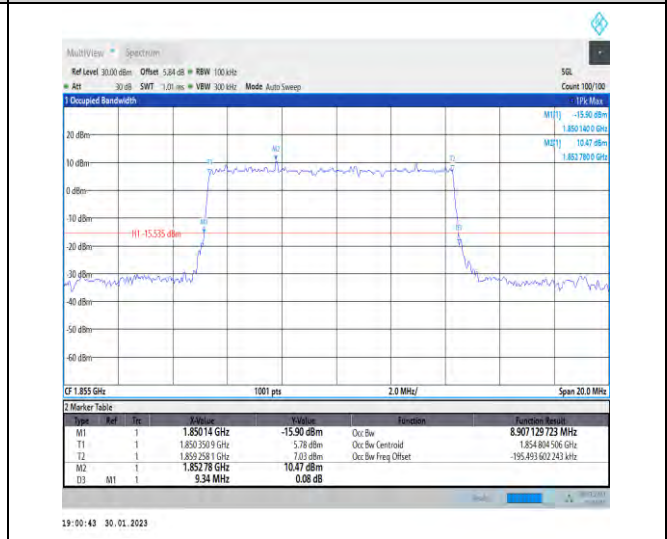 MultiView Spectrum
Ref Level 30.00 dBm Offset 5.84 dB RBW 100 kHz SGL
Att 30 dB SWT 1.01 ms VBW 300 kHz Mode Auto Sweep Count 100/100
1 Occupied Bandwidth 1Pk Max
M1[1] -15.90 dBm
1.850 140 0 GHz
M2[1] 10.47 dBm
1.852 780 0 GHz
20 dBm
M2
T1
T2
10 dBm
0 dBm
-10 dBm
M1
D3
H1 -15.535 dBm
-20 dBm
-30 dBm
-40 dBm
-50 dBm
-60 dBm
CF 1.855 GHz 1001 pts 2.0 MHz/ Span 20.0 MHz
2 Marker Table
Type Ref Trc X-Value Y-Value Function Function Result
M1 1 1.85014 GHz -15.90 dBm Occ Bw 8.907 129 723 MHz
T1 1 1.850 350 9 GHz 5.78 dBm Occ Bw Centroid 1.854 804 506 GHz
T2 1 1.859 258 1 GHz 7.03 dBm Occ Bw Freq Offset -195.493 602 243 kHz
M2 1 1.85278 GHz 10.47 dBm
D3 M1 1 9.34 MHz 0.08 dB
19:00:43 30.01.2023